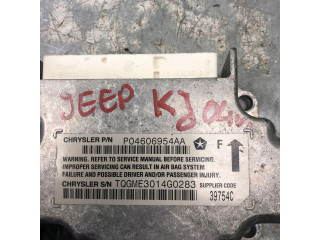 JEEP KJ 04
CHRYSLER P/N P04606954AA
F
WARNING: REFER TO SERVICE MANUAL BEFORE SERVICING.
IMPROPER SERVICING CAN RESULT IN AIR BAG SYSTEM
FAILURE AND POSSIBLE DRIVER AND/OR PASSENGER INJURY.
CHRYSLER S/N TQGME3014G0283 SUPPLIER CODE
39754C